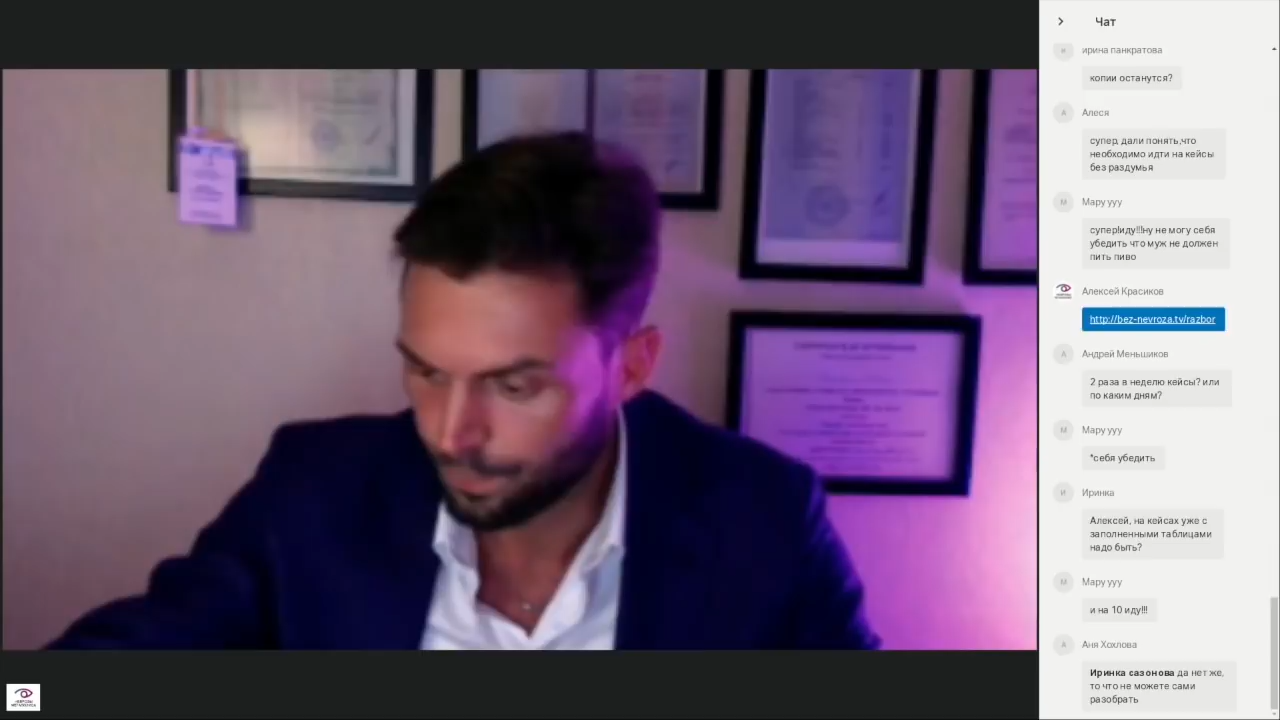 Чат
ирина панкратова
копии останутся?
Алеся
супер, дали понять,что
необходимо идти на кейсы
без раздумья
Мару ууу
супер!иду!!!ну не могу себя
убедить что муж не должен
пить пиво
Алексей Красиков
http://bez-nevroza.tv/razbor
Андрей Меньшиков
2 раза в неделю кейсы? или
по каким дням?
Мару ууу
*себя убедить
Иринка
Алексей, на кейсах уже с
заполненными таблицами
надо быть?
Мару ууу
и на 10 иду!!!
Аня Хохлова
Иринка сазонова да нет же,
то что не можете сами
разобрать